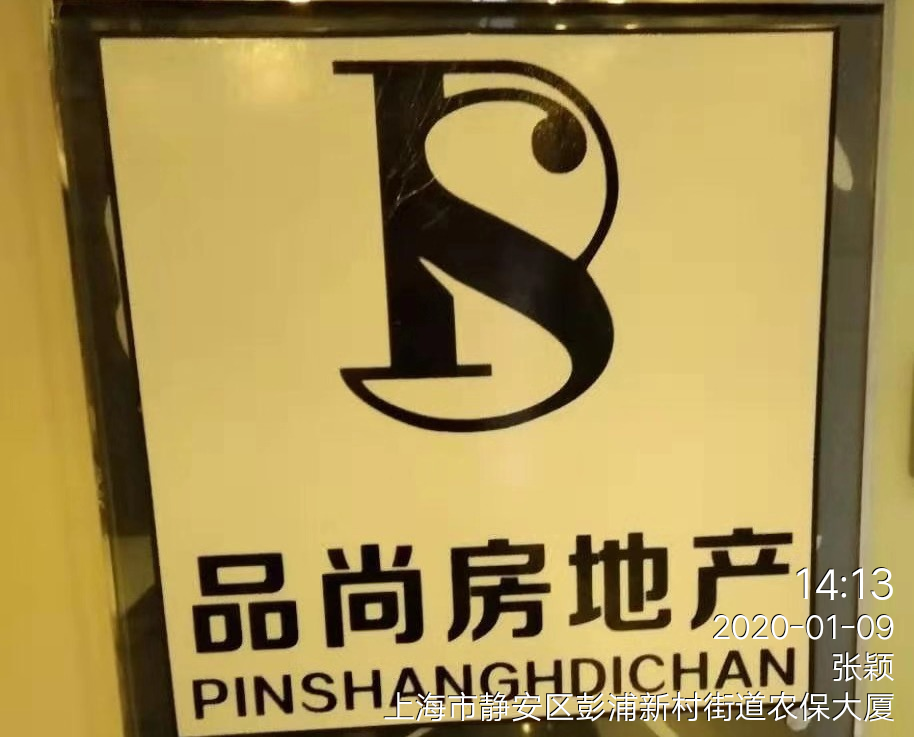 PS
品尚房地产
PINSHANGHDICHAN
14:13
2020-01-09
张颖
上海市静安区彭浦新村街道农保大厦